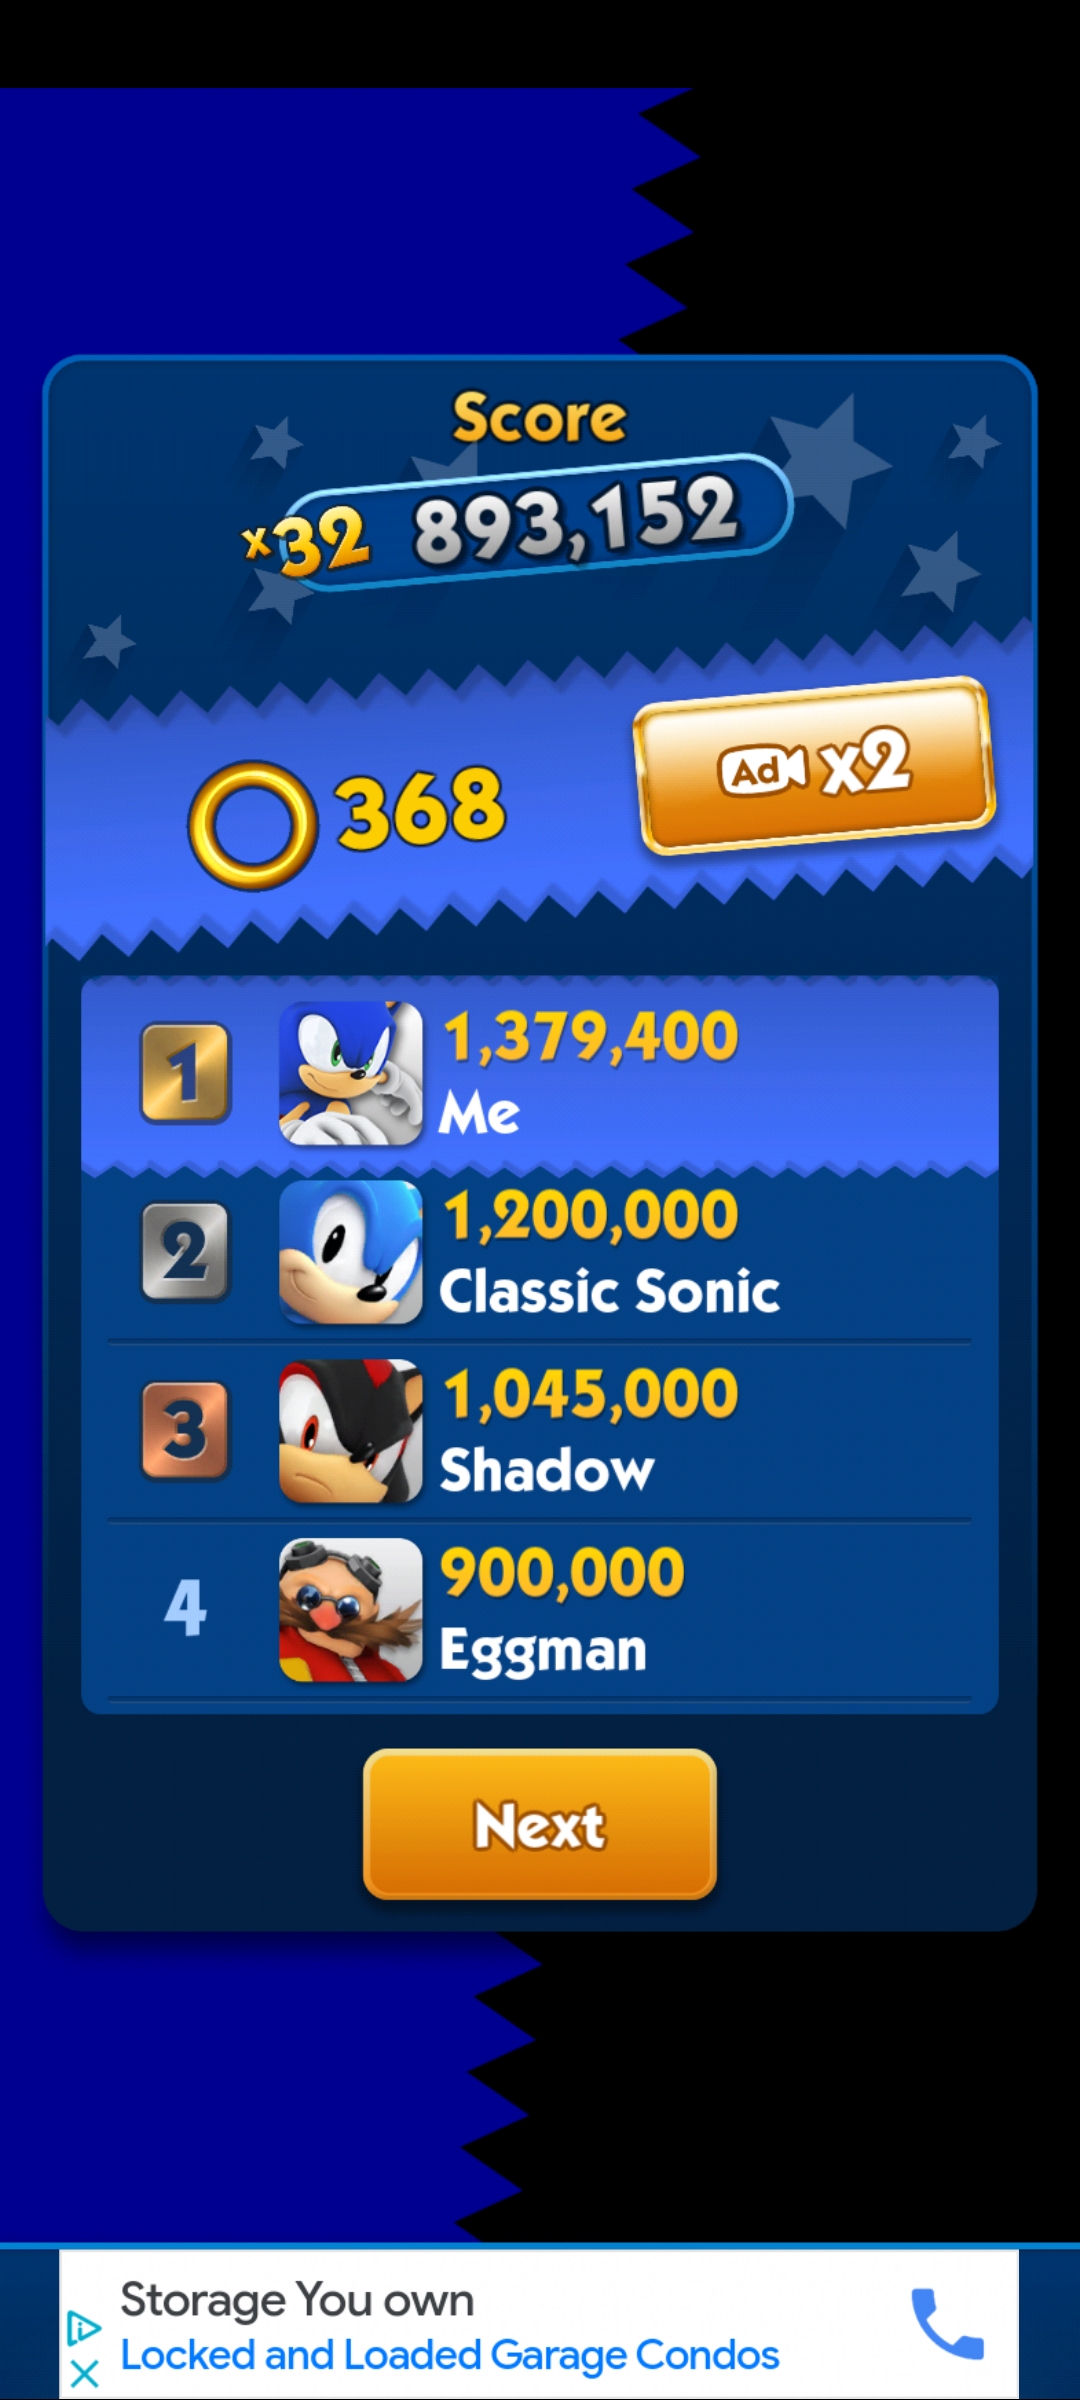 Score
x32 893,152
368
Ad x2
1 1,379,400
Me
2 1,200,000
Classic Sonic
3 1,045,000
Shadow
4 900,000
Eggman
Next
Storage You own
Locked and Loaded Garage Condos